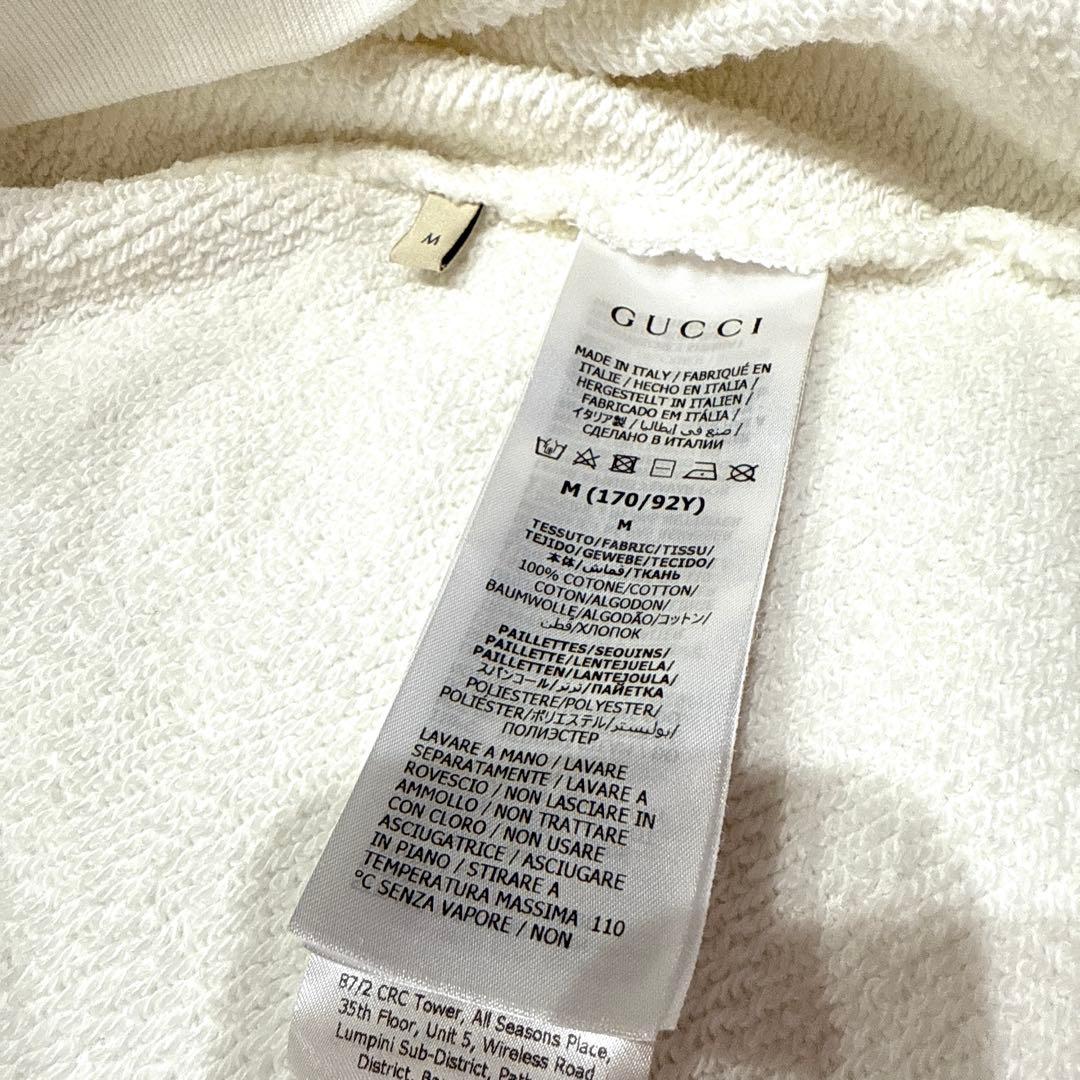 M
GUCCI
MADE IN ITALY / FABRIQUÉ EN
ITALIE / HECHO EN ITALIA /
HERGESTELLT IN ITALIEN /
FABRICADO EM ITÁLIA /
イタリア製 / صنع في إيطاليا /
СДЕЛАНО В ИТАЛИИ
M (170/92Y)
M
TESSUTO/FABRIC/TISSU/
TEJIDO/GEWEBE/TECIDO/
本体/قماش/ТКАНЬ
100% COTONE/COTTON/
COTON/ALGODON/
BAUMWOLLE/ALGODÃO/コットン/
قطن/ХЛОПОК
PAILLETTES/SEQUINS/
PAILLETTE/LENTEJUELA/
PAILLETTEN/LANTEJOULA/
スパンコール/ترتر/ПАЙЕТКА
POLIESTERE/POLYESTER/
POLIÉSTER/ポリエステル/بوليستر/
ПОЛИЭСТЕР
LAVARE A MANO / LAVARE
SEPARATAMENTE / LAVARE A
ROVESCIO / NON LASCIARE IN
AMMOLLO / NON TRATTARE
CON CLORO / NON USARE
ASCIUGATRICE / ASCIUGARE
IN PIANO / STIRARE A
TEMPERATURA MASSIMA 110
°C SENZA VAPORE / NON
87/2 CRC Tower, All Seasons Place,
35th Floor, Unit 5, Wireless Road
Lumpini Sub-District,
District,